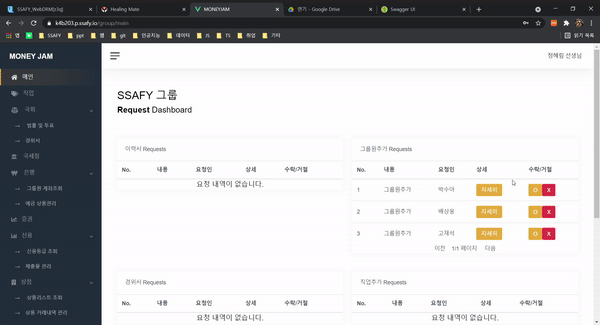 SSAFY_WebRTC
Healing Mate
MONEYJAM
연기 - Google Drive
Swagger UI
k4b203.p.ssafy.io/group/main
앱
SSAFY
ppt
뱅
git
인공지능
데이터
JS
TS
취업
기타
읽기 목록
MONEY JAM
정혜림 선생님
메인
직업
국회
법률 및 투표
경위서
국세청
은행
그룹원 계좌조회
예금 상품관리
증권
신용
신용등급 조회
제출물 관리
상점
상품리스트 조회
상품 거래내역 관리
SSAFY 그룹
Request Dashboard
이력서 Requests
No. 내용 요청인 상세 수락/거절
요청 내역이 없습니다.
그룹원추가 Requests
No. 내용 요청인 상세 수락/거절
1 그룹원추가 박수아 자세히 O X
2 그룹원추가 배상웅 자세히 O X
3 그룹원추가 고재석 자세히 O X
이전 1/1 페이지 다음
경위서 Requests
No. 내용 요청인 상세 수락/거절
요청 내역이 없습니다.
직업추가 Requests
No. 내용 요청인 상세 수락/거절
요청 내역이 없습니다.